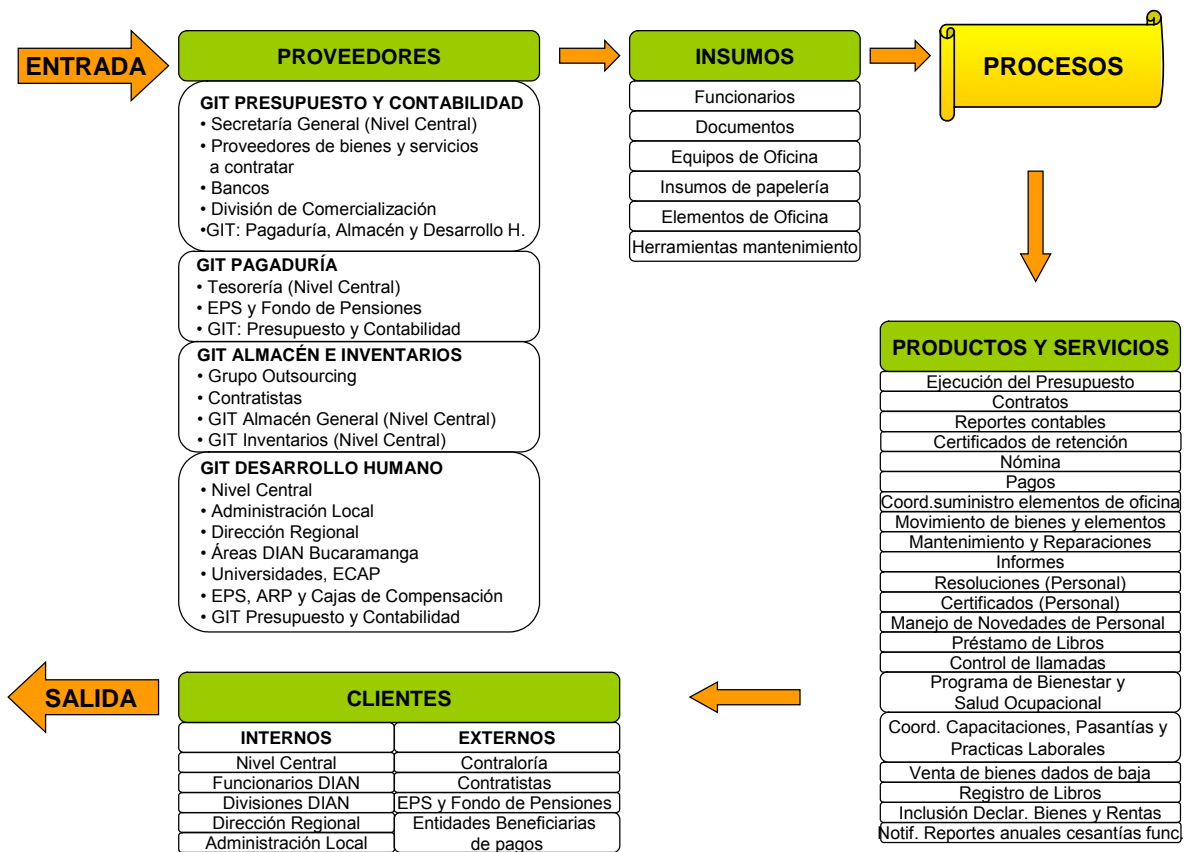 ENTRADA
PROVEEDORES
GIT PRESUPUESTO Y CONTABILIDAD
• Secretaría General (Nivel Central)
• Proveedores de bienes y servicios
a contratar
• Bancos
• División de Comercialización
•GIT: Pagaduría, Almacén y Desarrollo H.
GIT PAGADURÍA
• Tesorería (Nivel Central)
• EPS y Fondo de Pensiones
• GIT: Presupuesto y Contabilidad
GIT ALMACÉN E INVENTARIOS
• Grupo Outsourcing
• Contratistas
• GIT Almacén General (Nivel Central)
• GIT Inventarios (Nivel Central)
GIT DESARROLLO HUMANO
• Nivel Central
• Administración Local
• Dirección Regional
• Áreas DIAN Bucaramanga
• Universidades, ECAP
• EPS, ARP y Cajas de Compensación
• GIT Presupuesto y Contabilidad
INSUMOS
Funcionarios
Documentos
Equipos de Oficina
Insumos de papelería
Elementos de Oficina
Herramientas mantenimiento
PROCESOS
PRODUCTOS Y SERVICIOS
Ejecución del Presupuesto
Contratos
Reportes contables
Certificados de retención
Nómina
Pagos
Coord.suministro elementos de oficina
Movimiento de bienes y elementos
Mantenimiento y Reparaciones
Informes
Resoluciones (Personal)
Certificados (Personal)
Manejo de Novedades de Personal
Préstamo de Libros
Control de llamadas
Programa de Bienestar y
Salud Ocupacional
Coord. Capacitaciones, Pasantías y
Practicas Laborales
Venta de bienes dados de baja
Registro de Libros
Inclusión Declar. Bienes y Rentas
Notif. Reportes anuales cesantías func.
SALIDA
CLIENTES
INTERNOS
Nivel Central
Funcionarios DIAN
Divisiones DIAN
Dirección Regional
Administración Local
EXTERNOS
Contraloría
Contratistas
EPS y Fondo de Pensiones
Entidades Beneficiarias
de pagos